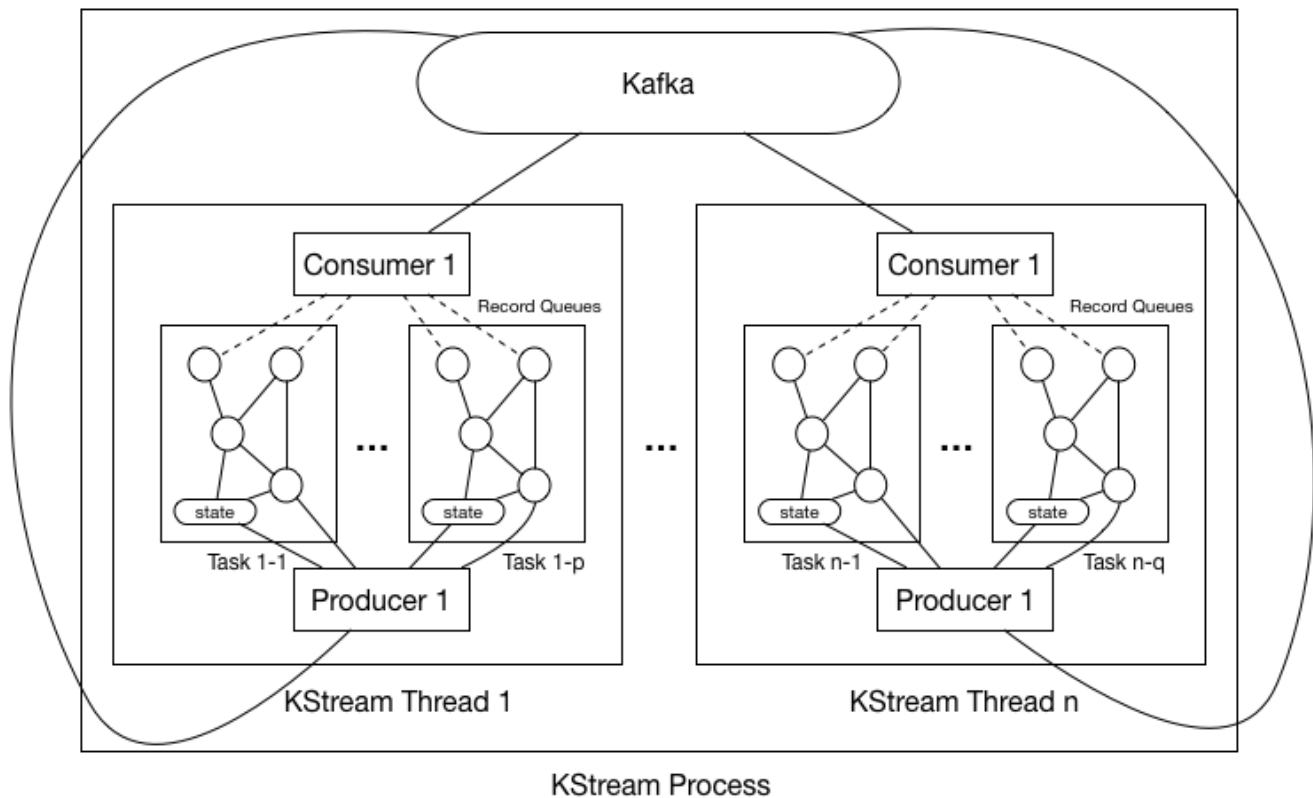 Kafka
Consumer 1
Consumer 1
Record Queues
Record Queues
...
...
...
state
state
state
state
Task 1-1
Task 1-p
Task n-1
Task n-q
Producer 1
Producer 1
KStream Thread 1
KStream Thread n
KStream Process